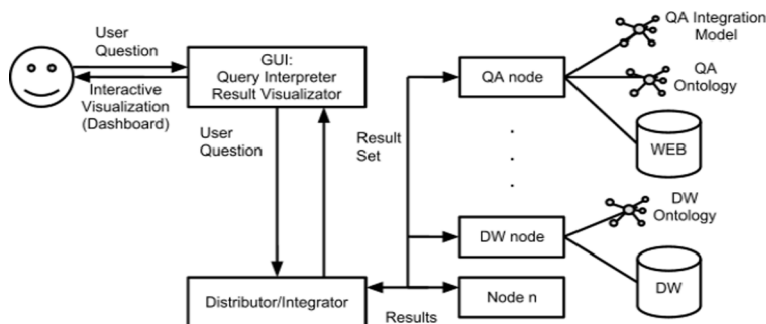 User
Question
Interactive
Visualization
(Dashboard)
GUI:
Query Interpreter
Result Visualizator
User
Question
Distributor/Integrator
Result
Set
Results
QA node
.
.
.
DW node
Node n
QA Integration
Model
QA
Ontology
WEB
DW
Ontology
DW